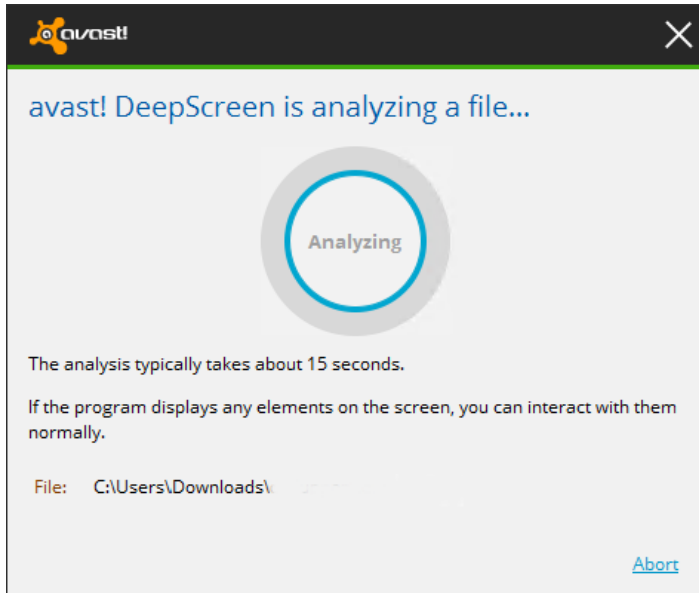 avast!
avast! DeepScreen is analyzing a file...
Analyzing
The analysis typically takes about 15 seconds.
If the program displays any elements on the screen, you can interact with them
normally.
File: C:\Users\Downloads\
Abort